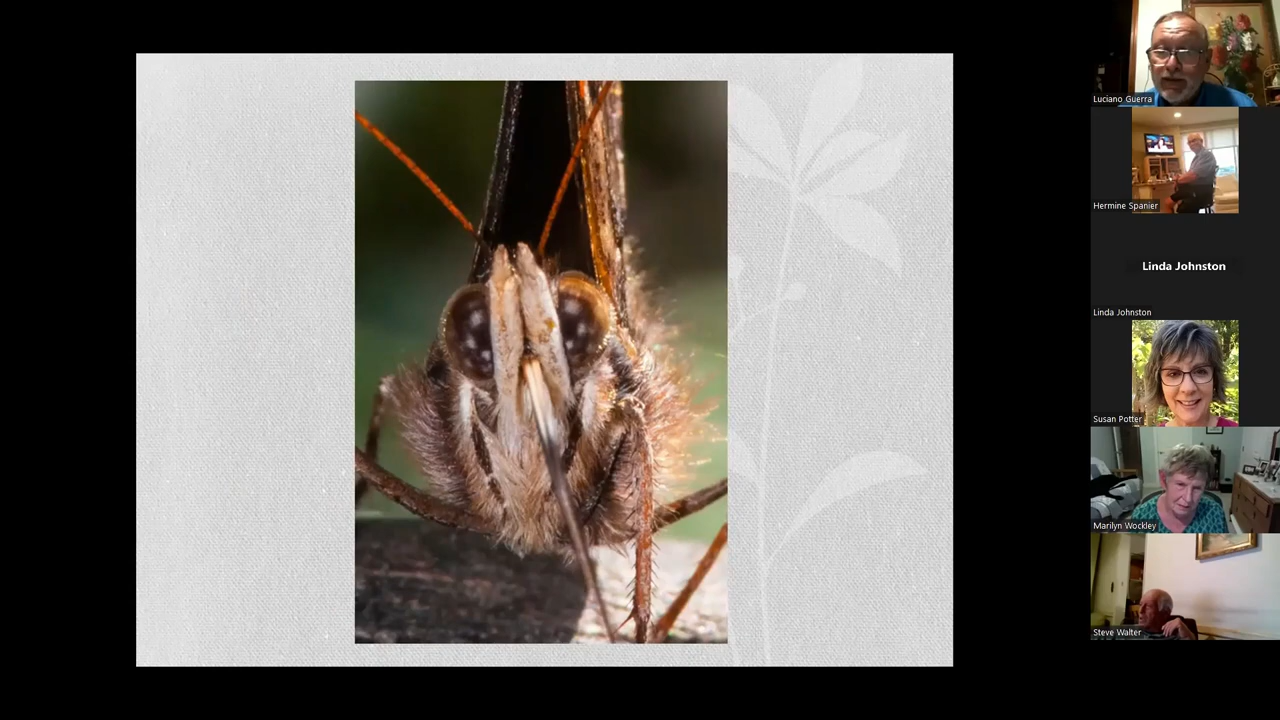 Luciano Guerra
Hermine Spanier
Linda Johnston
Linda Johnston
Susan Potter
Marilyn Wockley
Steve Walter